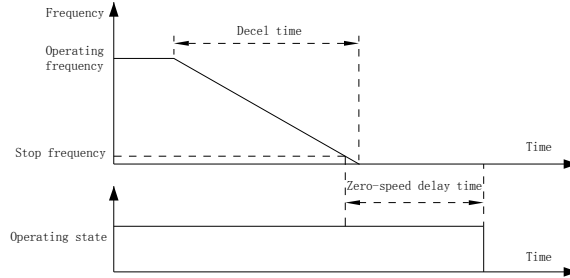 Frequency
Decel time
Operating
frequency
Stop frequency
Time
Zero-speed delay time
Operating state
Time